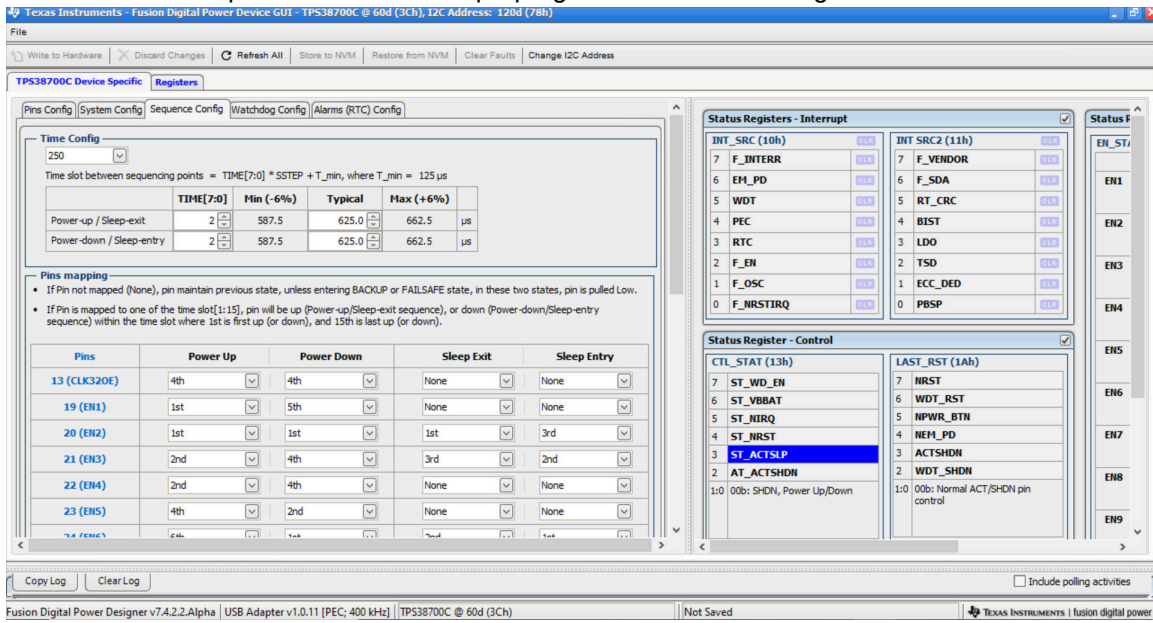 Texas Instruments - Fusion Digital Power Device GUI - TPS38700C @ 60d (3Ch), I2C Address: 120d (78h)
File
Write to Hardware Discard Changes Refresh All Store to NVM Restore from NVM Clear Faults Change I2C Address
TPS38700C Device Specific Registers
Pins Config System Config Sequence Config Watchdog Config Alarms (RTC) Config
Time Config
250
Time slot between sequencing points = TIME[7:0] * SSTEP + T_min, where T_min = 125 µs
TIME[7:0] Min (-6%) Typical Max (+6%)
Power-up / Sleep-exit 2 587.5 625.0 662.5 µs
Power-down / Sleep-entry 2 587.5 625.0 662.5 µs
Pins mapping
• If Pin not mapped (None), pin maintain previous state, unless entering BACKUP or FAILSAFE state, in these two states, pin is pulled Low.
• If Pin is mapped to one of the time slot[1:15], pin will be up (Power-up/Sleep-exit sequence), or down (Power-down/Sleep-entry
sequence) within the time slot where 1st is first up (or down), and 15th is last up (or down).
Pins Power Up Power Down Sleep Exit Sleep Entry
13 (CLK32OE) 4th 4th None None
19 (EN1) 1st 5th None None
20 (EN2) 1st 1st 1st 3rd
21 (EN3) 2nd 4th 3rd 2nd
22 (EN4) 2nd 4th None None
23 (EN5) 4th 2nd None None
Status Registers - Interrupt
INT_SRC (10h) CLR
7 F_INTERR CLR
6 EM_PD CLR
5 WDT CLR
4 PEC CLR
3 RTC CLR
2 F_EN CLR
1 F_OSC CLR
0 F_NRSTIRQ CLR
INT SRC2 (11h) CLR
7 F_VENDOR CLR
6 F_SDA CLR
5 RT_CRC CLR
4 BIST CLR
3 LDO CLR
2 TSD CLR
1 ECC_DED CLR
0 PBSP CLR
Status Register - Control
CTL_STAT (13h)
7 ST_WD_EN
6 ST_VBBAT
5 ST_NIRQ
4 ST_NRST
3 ST_ACTSLP
2 AT_ACTSHDN
1:0 00b: SHDN, Power Up/Down
LAST_RST (1Ah)
7 NRST
6 WDT_RST
5 NPWR_BTN
4 NEM_PD
3 ACTSHDN
2 WDT_SHDN
1:0 00b: Normal ACT/SHDN pin
control
EN1
EN2
EN3
EN4
EN5
EN6
EN7
EN8
EN9
Copy Log Clear Log Include polling activities
Fusion Digital Power Designer v7.4.2.2.Alpha USB Adapter v1.0.11 [PEC; 400 kHz] TPS38700C @ 60d (3Ch) Not Saved TEXAS INSTRUMENTS | fusion digital power